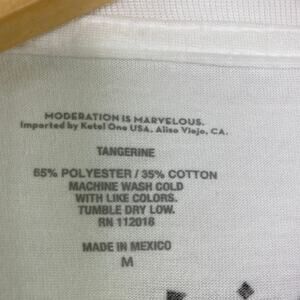 MODERATION IS MARVELOUS.
Imported by Ketel One USA. Aliso Viejo, CA.
TANGERINE
65% POLYESTER / 35% COTTON
MACHINE WASH COLD
WITH LIKE COLORS.
TUMBLE DRY LOW.
RN 112016
MADE IN MEXICO
M